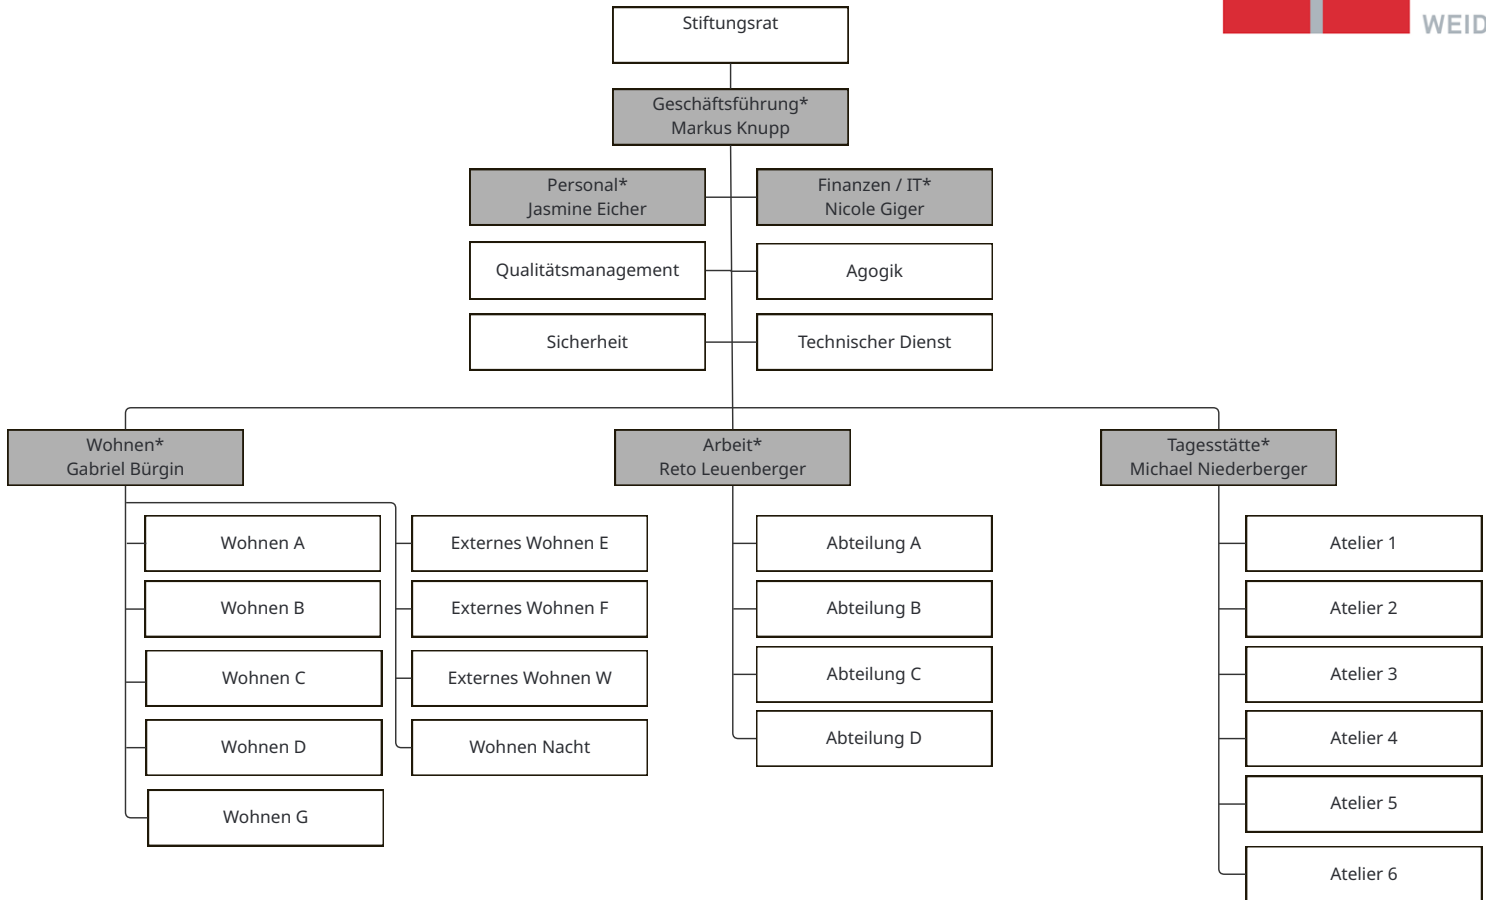 WEID
Stiftungsrat
Geschäftsführung*
Markus Knupp
Personal*
Jasmine Eicher
Finanzen / IT*
Nicole Giger
Qualitätsmanagement
Agogik
Sicherheit
Technischer Dienst
Wohnen*
Gabriel Bürgin
Arbeit*
Reto Leuenberger
Tagesstätte*
Michael Niederberger
Wohnen A
Wohnen B
Wohnen C
Wohnen D
Wohnen G
Externes Wohnen E
Externes Wohnen F
Externes Wohnen W
Wohnen Nacht
Abteilung A
Abteilung B
Abteilung C
Abteilung D
Atelier 1
Atelier 2
Atelier 3
Atelier 4
Atelier 5
Atelier 6